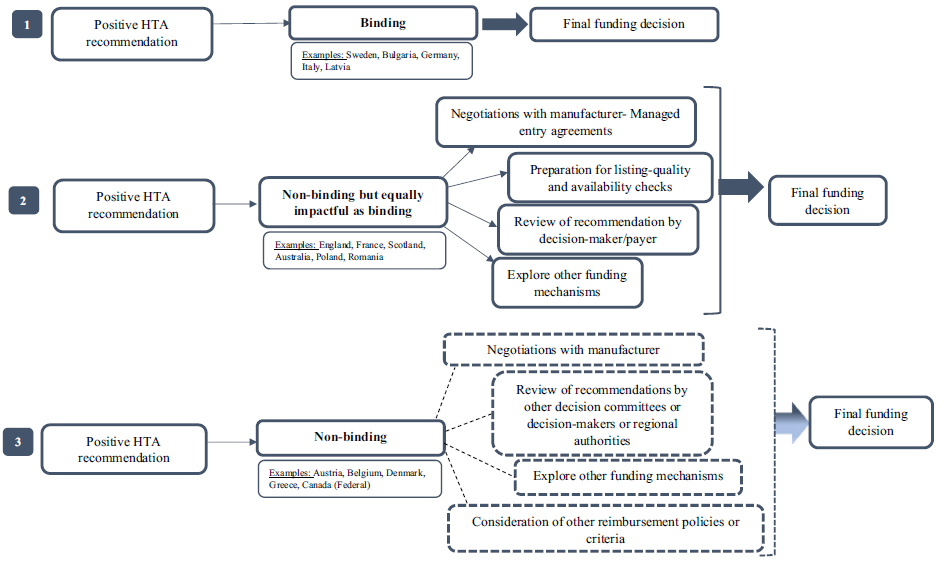 1
Positive HTA
recommendation
Binding
Final funding decision
Examples: Sweden, Bulgaria, Germany,
Italy, Latvia
2
Positive HTA
recommendation
Non-binding but equally
impactful as binding
Examples: England, France, Scotland,
Australia, Poland, Romania
Negotiations with manufacturer- Managed
entry agreements
Preparation for listing-quality
and availability checks
Review of recommendation by
decision-maker/payer
Explore other funding
mechanisms
Final funding
decision
3
Positive HTA
recommendation
Non-binding
Examples: Austria, Belgium, Denmark,
Greece, Canada (Federal)
Negotiations with manufacturer
Review of recommendations by
other decision committees or
decision-makers or regional
authorities
Explore other funding mechanisms
Consideration of other reimbursement policies or
criteria
Final funding
decision